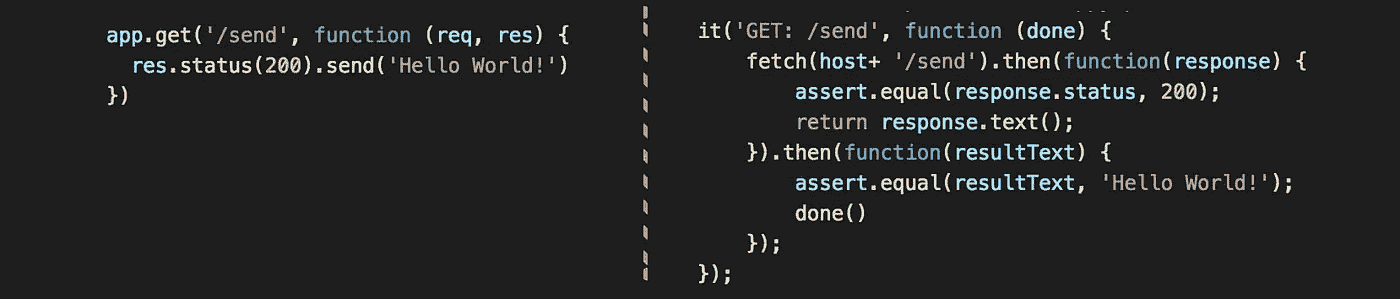 app.get('/send', function (req, res) {
  res.status(200).send('Hello World!')
})
it('GET: /send', function (done) {
    fetch(host+ '/send').then(function(response) {
        assert.equal(response.status, 200);
        return response.text();
    }).then(function(resultText) {
        assert.equal(resultText, 'Hello World!');
        done()
    });
});